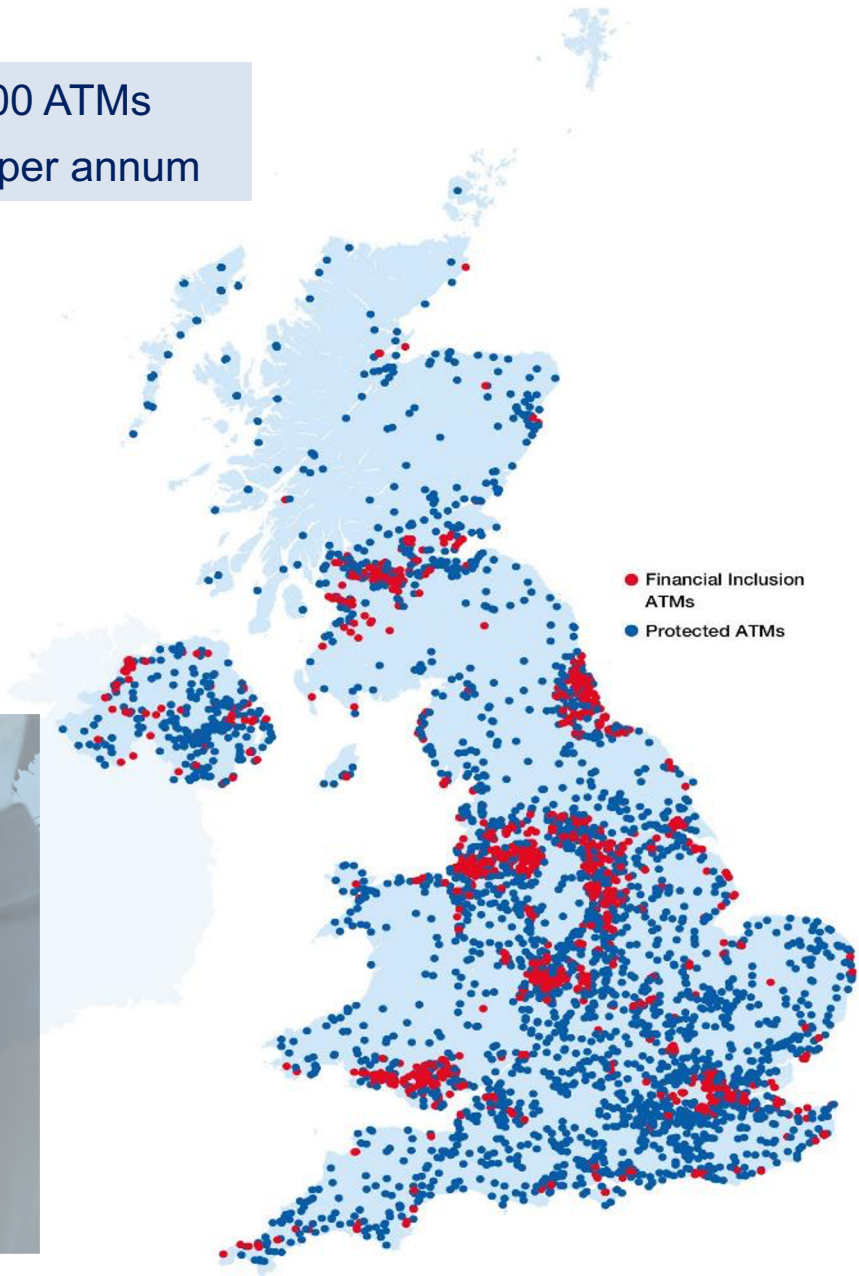 00 ATMs
per annum
Financial Inclusion
ATMs
Protected ATMs